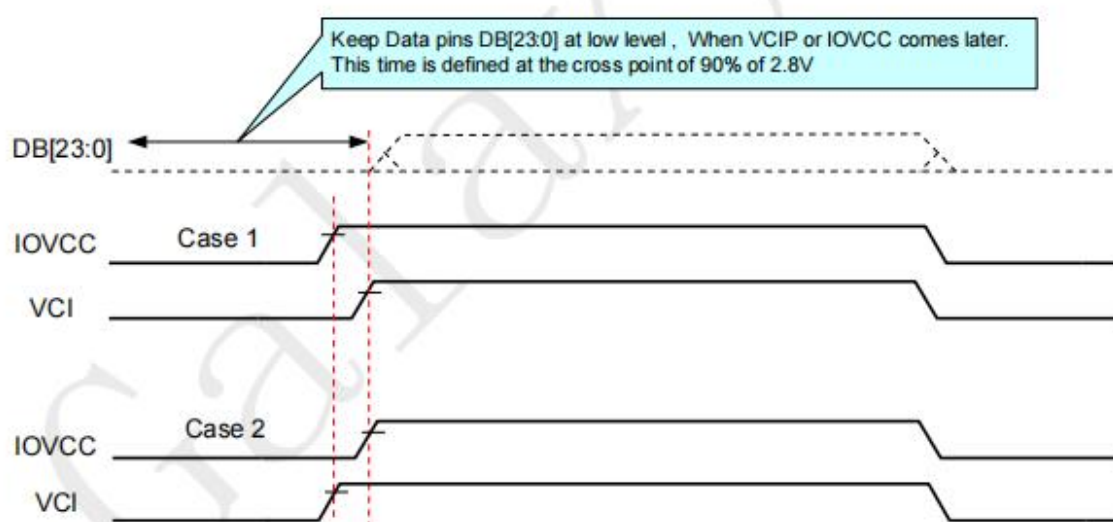 Keep Data pins DB[23:0] at low level , When VCIP or IOVCC comes later.
This time is defined at the cross point of 90% of 2.8V
DB[23:0]
IOVCC Case 1
VCI
IOVCC Case 2
VCI